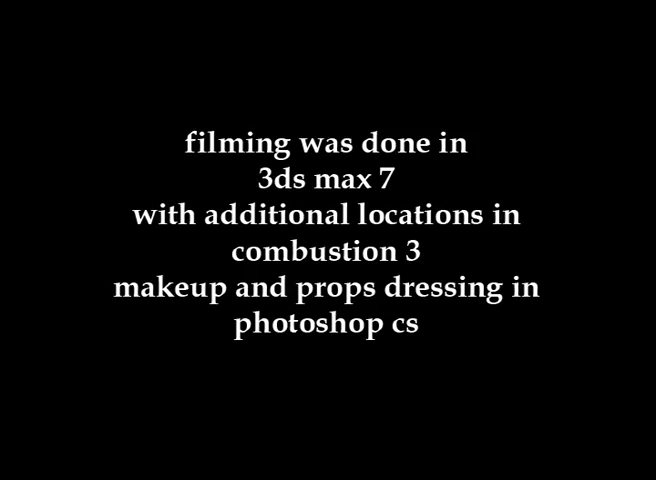 filming was done in
3ds max 7
with additional locations in
combustion 3
makeup and props dressing in
photoshop cs